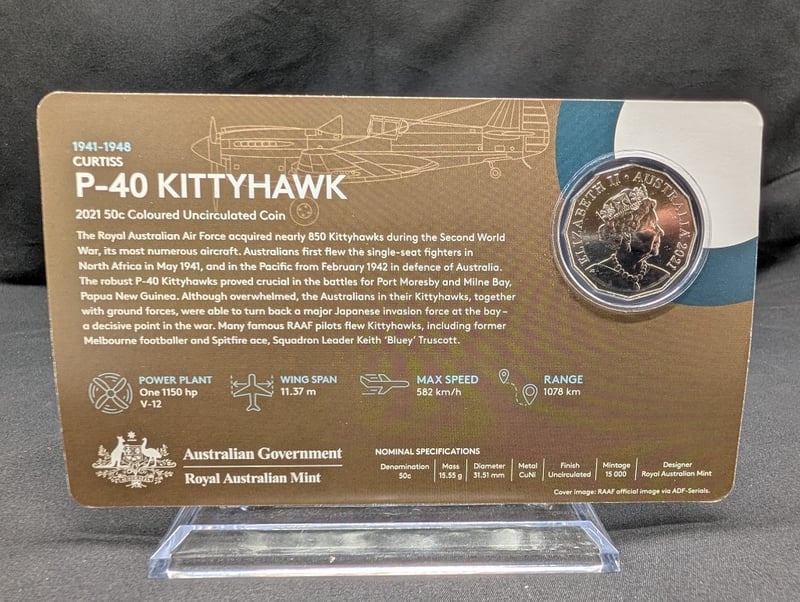 1941-1948
CURTISS
P-40 KITTYHAWK
2021 50c Coloured Uncirculated Coin
The Royal Australian Air Force acquired nearly 850 Kittyhawks during the Second World
War, its most numerous aircraft. Australians first flew the single-seat fighters in
North Africa in May 1941, and in the Pacific from February 1942 in defence of Australia.
The robust P-40 Kittyhawks proved crucial in the battles for Port Moresby and Milne Bay,
Papua New Guinea. Although overwhelmed, the Australians in their Kittyhawks, together
with ground forces, were able to turn back a major Japanese invasion force at the bay –
a decisive point in the war. Many famous RAAF pilots flew Kittyhawks, including former
Melbourne footballer and Spitfire ace, Squadron Leader Keith ‘Bluey’ Truscott.
ELIZABETH II • AUSTRALIA 2021
POWER PLANT
One 1150 hp
V-12
WING SPAN
11.37 m
MAX SPEED
582 km/h
RANGE
1078 km
Australian Government
Royal Australian Mint
NOMINAL SPECIFICATIONS
Denomination
50c
Mass
15.55 g
Diameter
31.51 mm
Metal
CuNi
Finish
Uncirculated
Mintage
15 000
Designer
Royal Australian Mint
Cover image: RAAF official image via ADF-Serials.